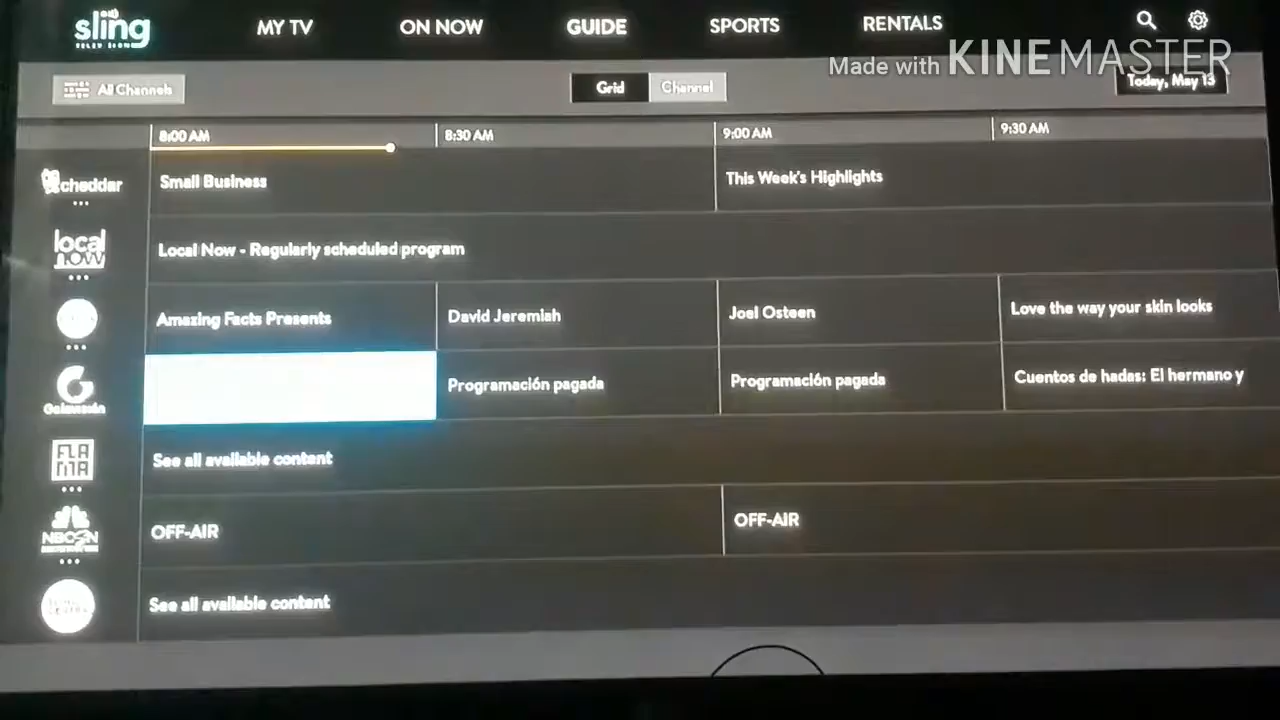 sling
TELEVISION
MY TV
ON NOW
GUIDE
SPORTS
RENTALS
Made with KINEMASTER
All Channels
Grid
Channel
Today, May 13
8:00 AM
8:30 AM
9:00 AM
9:30 AM
cheddar
Small Business
This Week's Highlights
local now
Local Now - Regularly scheduled program
Amazing Facts Presents
David Jeremiah
Joel Osteen
Love the way your skin looks
Galavisión
Programación pagada
Programación pagada
Cuentos de hadas: El hermano y
FLAMA
See all available content
NBCSN
OFF-AIR
OFF-AIR
See all available content